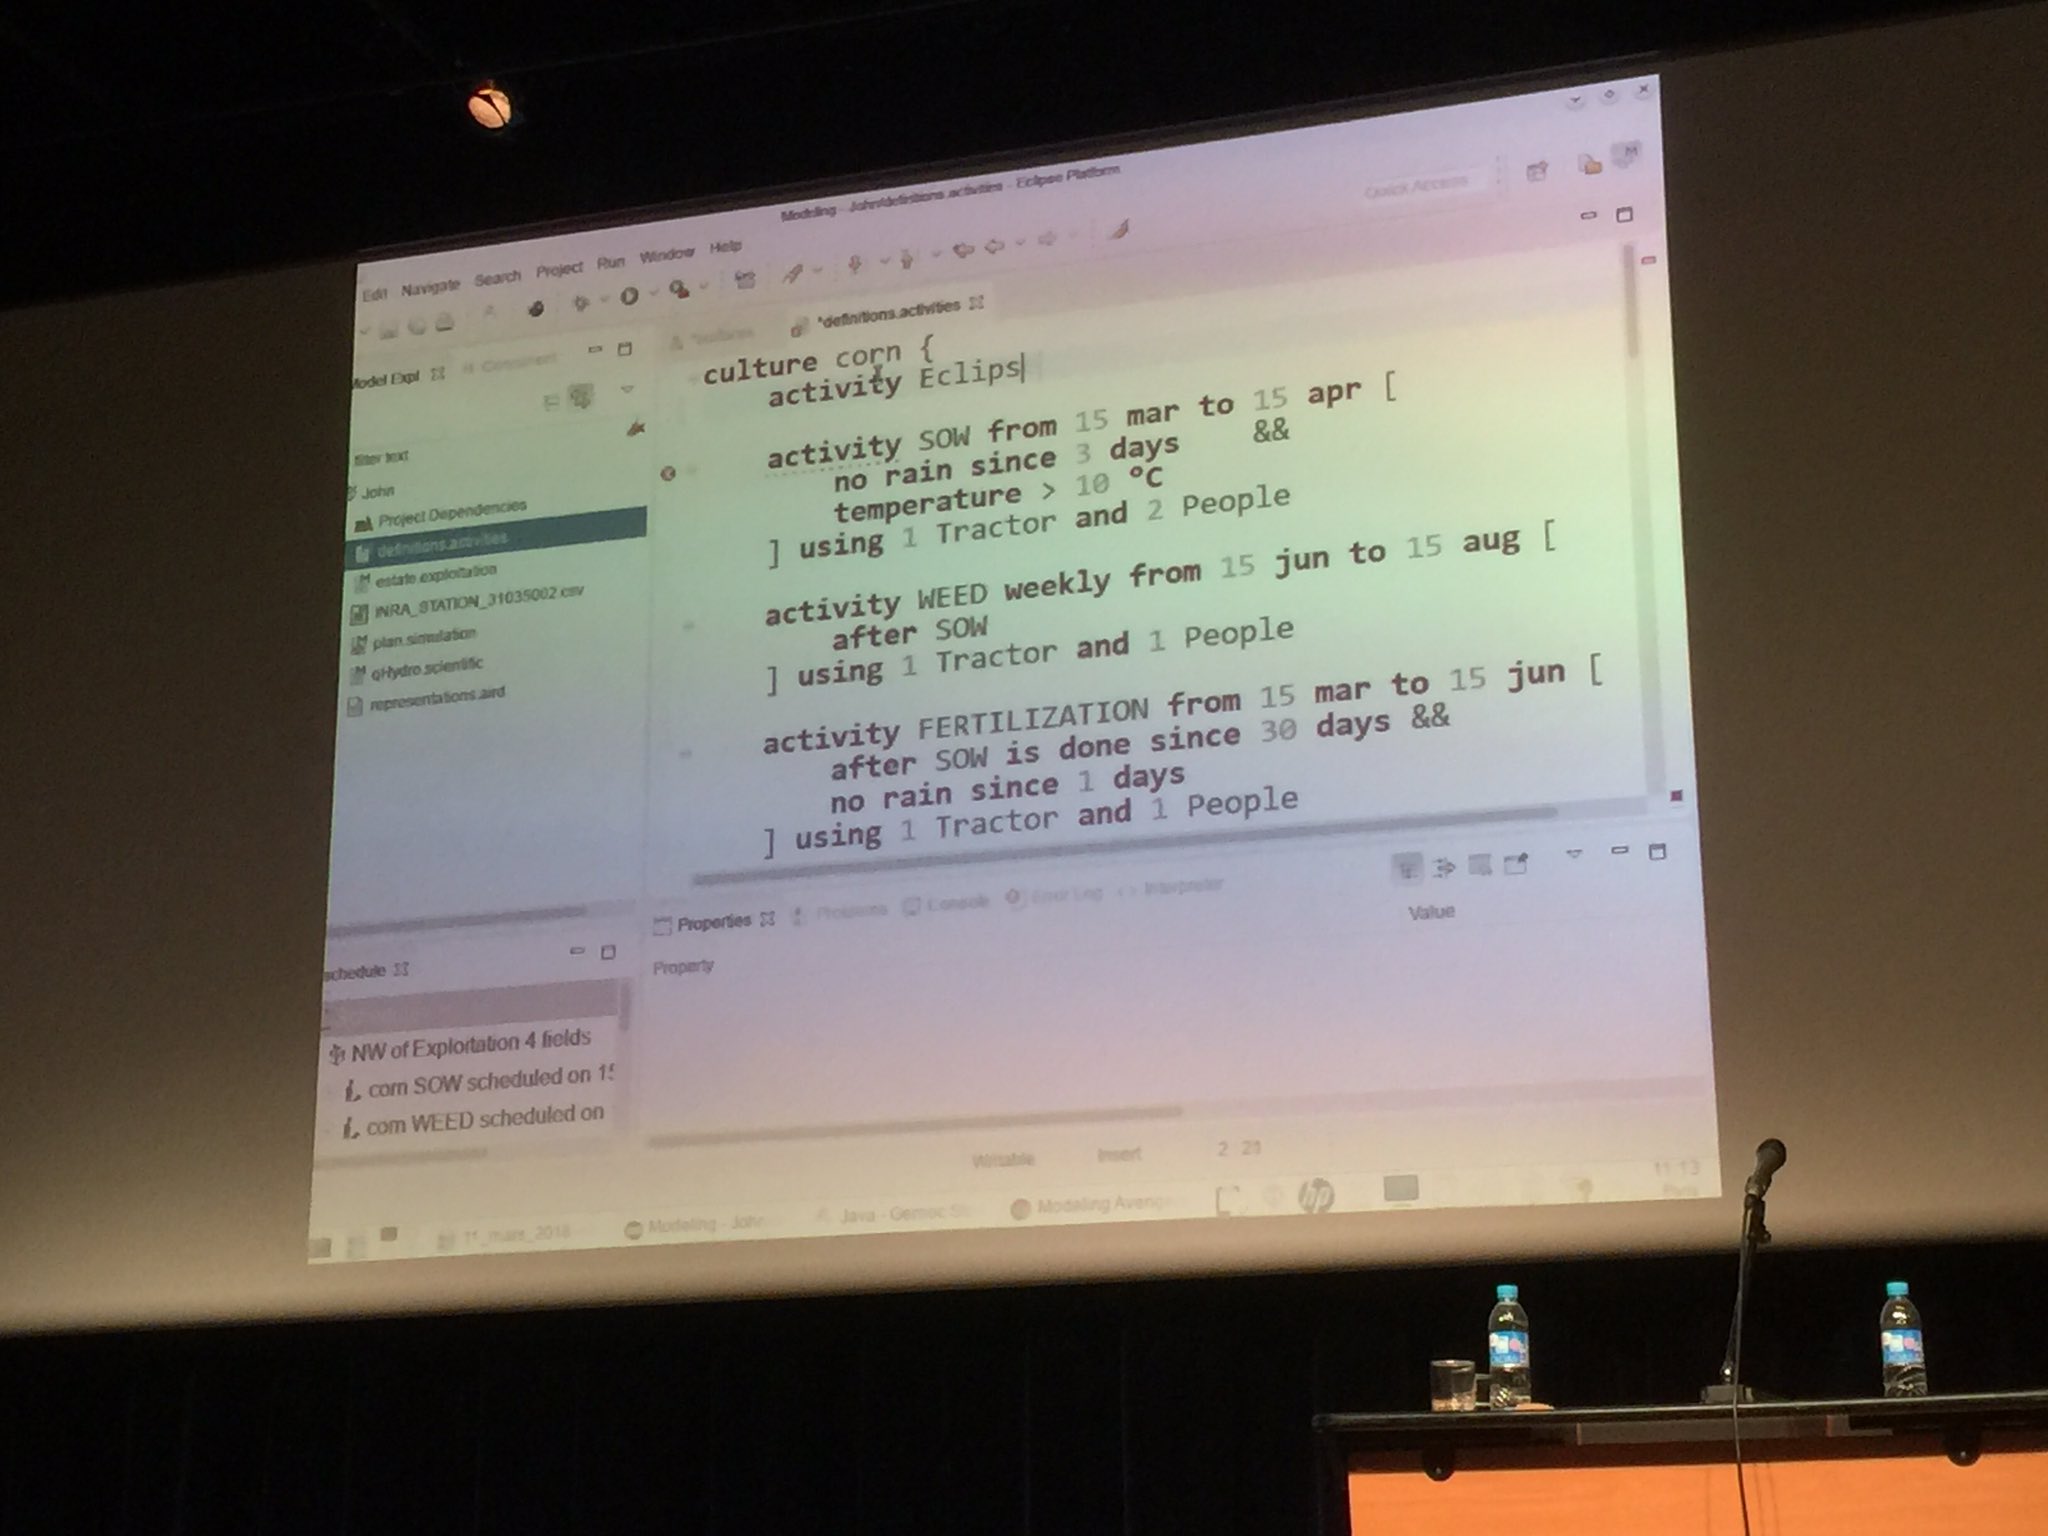 Modeling - John/definitions.activities - Eclipse Platform
Edit Navigate Search Project Run Window Help
Quick Access
Model Expl
*definitions.activities
filter text
John
Project Dependencies
definitions.activities
estate.exploitation
INRA_STATION_31035002.csv
plan.simulation
qHydro.scientific
representations.aird
culture corn {
activity Eclips
activity SOW from 15 mar to 15 apr [
no rain since 3 days &&
temperature > 10 °C
] using 1 Tractor and 2 People
activity WEED weekly from 15 jun to 15 aug [
after SOW
] using 1 Tractor and 1 People
activity FERTILIZATION from 15 mar to 15 jun [
after SOW is done since 30 days &&
no rain since 1 days
] using 1 Tractor and 1 People
schedule
NW of Exploitation 4 fields
corn SOW scheduled on 15
corn WEED scheduled on
Properties Problems Console Error Log Interpreter
Property Value
Writable Insert 2 : 21
11_mars_2016 Modeling - John Java - Gemoc Modeling Aveng
hp
11:13